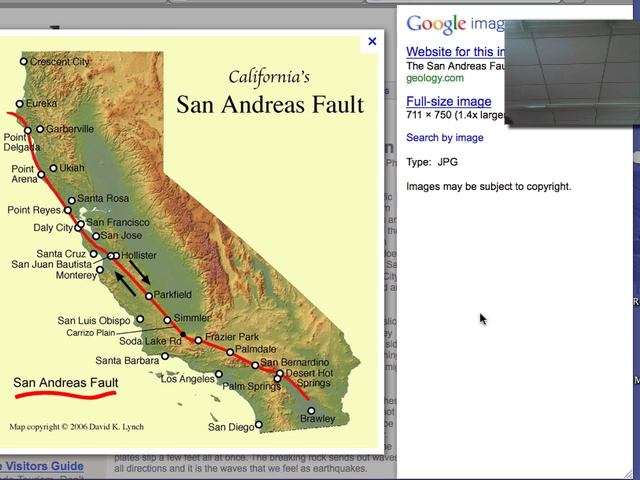 California's
San Andreas Fault
Crescent City
Eureka
Garberville
Point
Delgada
Ukiah
Point
Arena
Santa Rosa
Point Reyes
San Francisco
Daly City
San Jose
Santa Cruz
Hollister
San Juan Bautista
Monterey
Parkfield
San Luis Obispo
Simmler
Carrizo Plain
Soda Lake Rd
Frazier Park
Palmdale
Santa Barbara
San Bernardino
Los Angeles
Desert Hot
Springs
Palm Springs
San Andreas Fault
Brawley
San Diego
Map copyright © 2006 David K. Lynch
Google imag
Website for this in
The San Andreas Fau
geology.com
Full-size image
711 × 750 (1.4x large
Search by image
Type: JPG
Images may be subject to copyright.
e Visitors Guide
plates slip a few feet all at once. The breaking rock sends out waves
all directions and it is the waves that we feel as earthquakes.